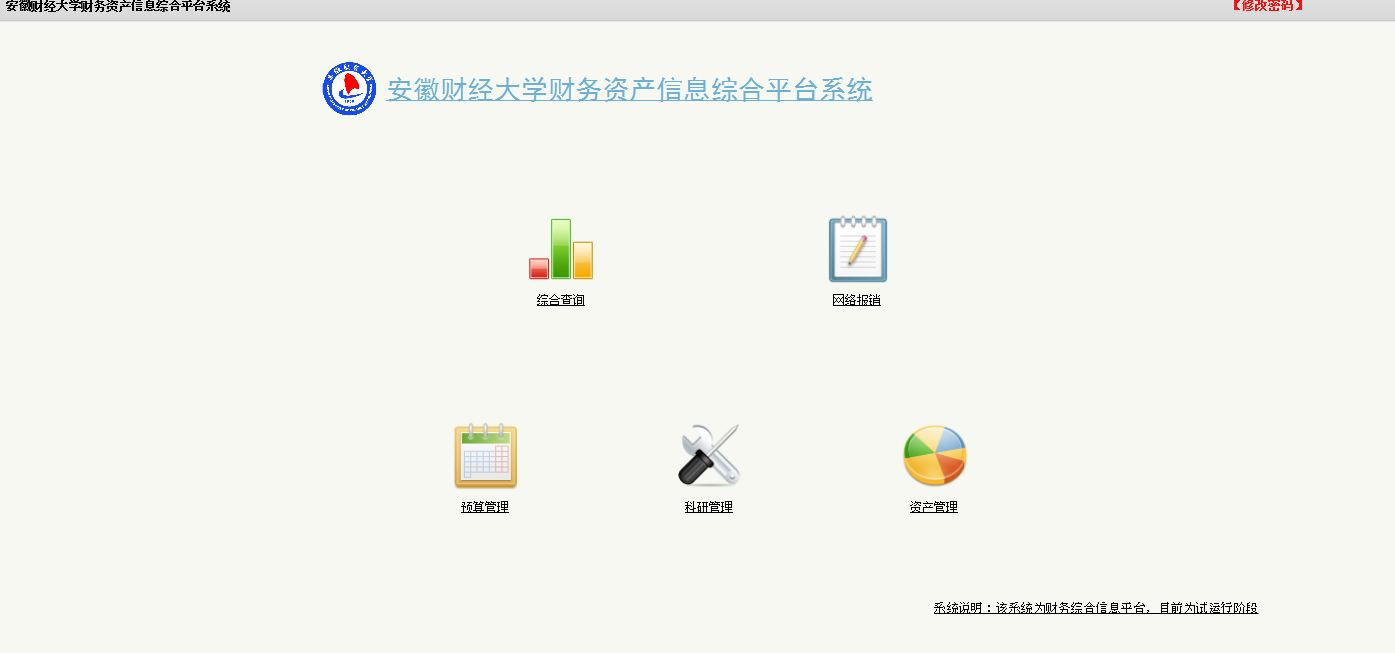 安徽财经大学财务资产信息综合平台系统
【修改密码】
安徽财经大学财务资产信息综合平台系统
综合查询
网络报销
预算管理
科研管理
资产管理
系统说明：该系统为财务综合信息平台，目前为试运行阶段